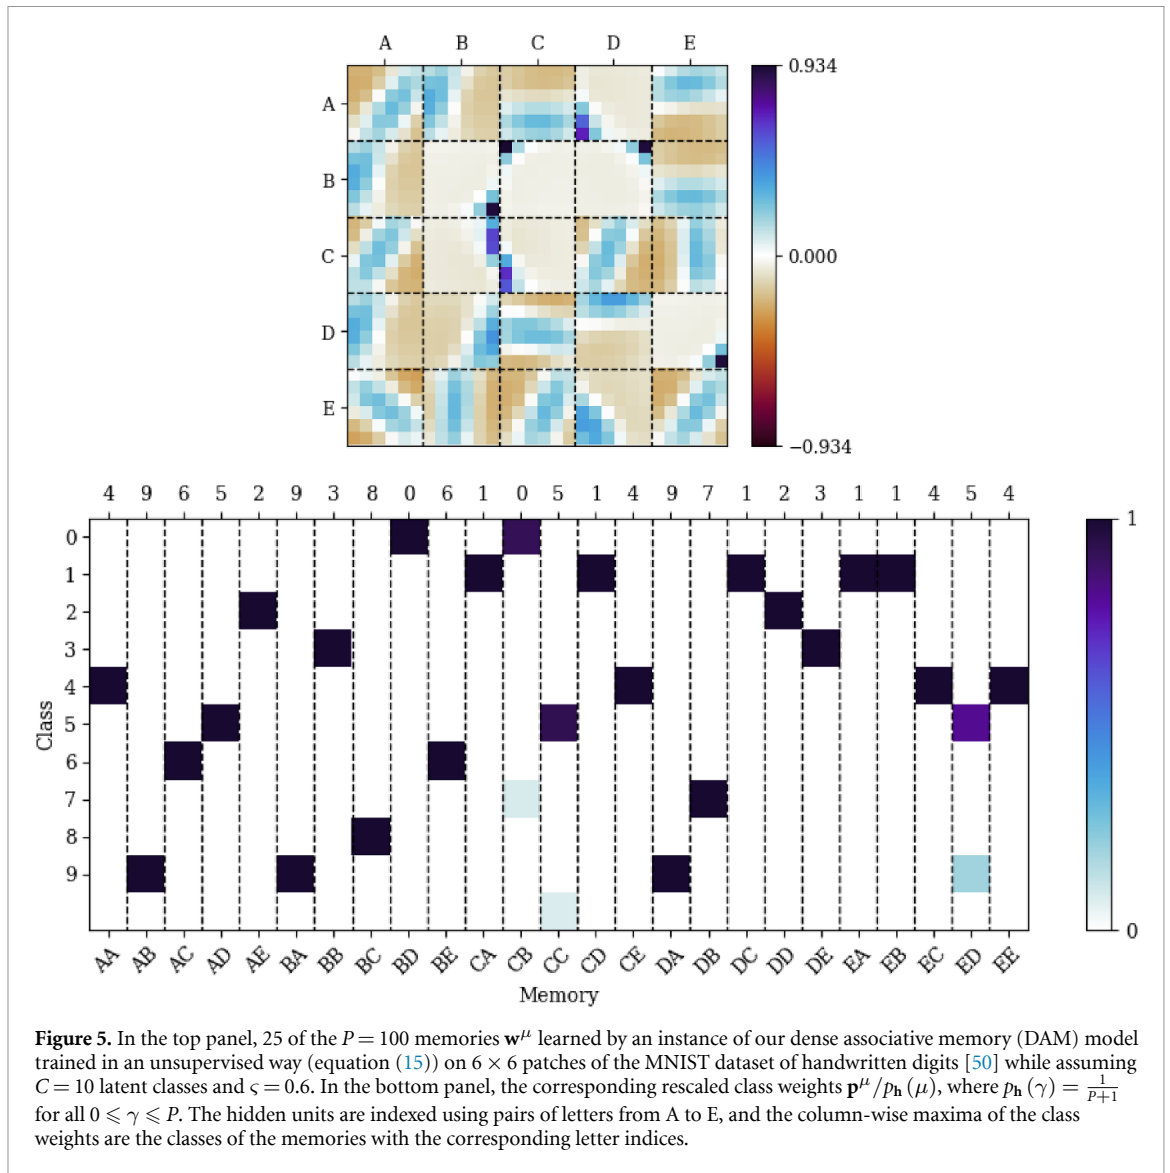 A B C D E
A
B
C
D
E
0.934
0.000
−0.934
4 9 6 5 2 9 3 8 0 6 1 0 5 1 4 9 7 1 2 3 1 1 4 5 4
0
1
2
3
4
5
6
7
8
9
Class
1
0
AA AB AC AD AE BA BB BC BD BE CA CB CC CD CE DA DB DC DD DE EA EB EC ED EE
Memory
Figure 5. In the top panel, 25 of the P = 100 memories w^μ learned by an instance of our dense associative memory (DAM) model
trained in an unsupervised way (equation (15)) on 6 × 6 patches of the MNIST dataset of handwritten digits [50] while assuming
C = 10 latent classes and ς = 0.6. In the bottom panel, the corresponding rescaled class weights p^μ/p_h (μ), where p_h (γ) = 1/(P+1)
for all 0 ⩽ γ ⩽ P. The hidden units are indexed using pairs of letters from A to E, and the column-wise maxima of the class
weights are the classes of the memories with the corresponding letter indices.